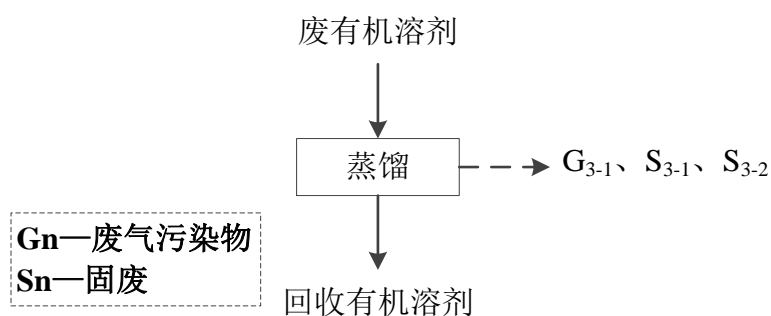 废有机溶剂
蒸馏
G3-1、S3-1、S3-2
Gn—废气污染物
Sn—固废
回收有机溶剂